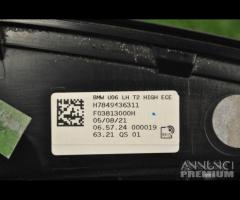 BMW U06 LH T2 HIGH ECE
H7849436311
F03813000H
05/08/21
06.57.24 000019
63.21 QS 01
ANNUNCI
PREMIUM